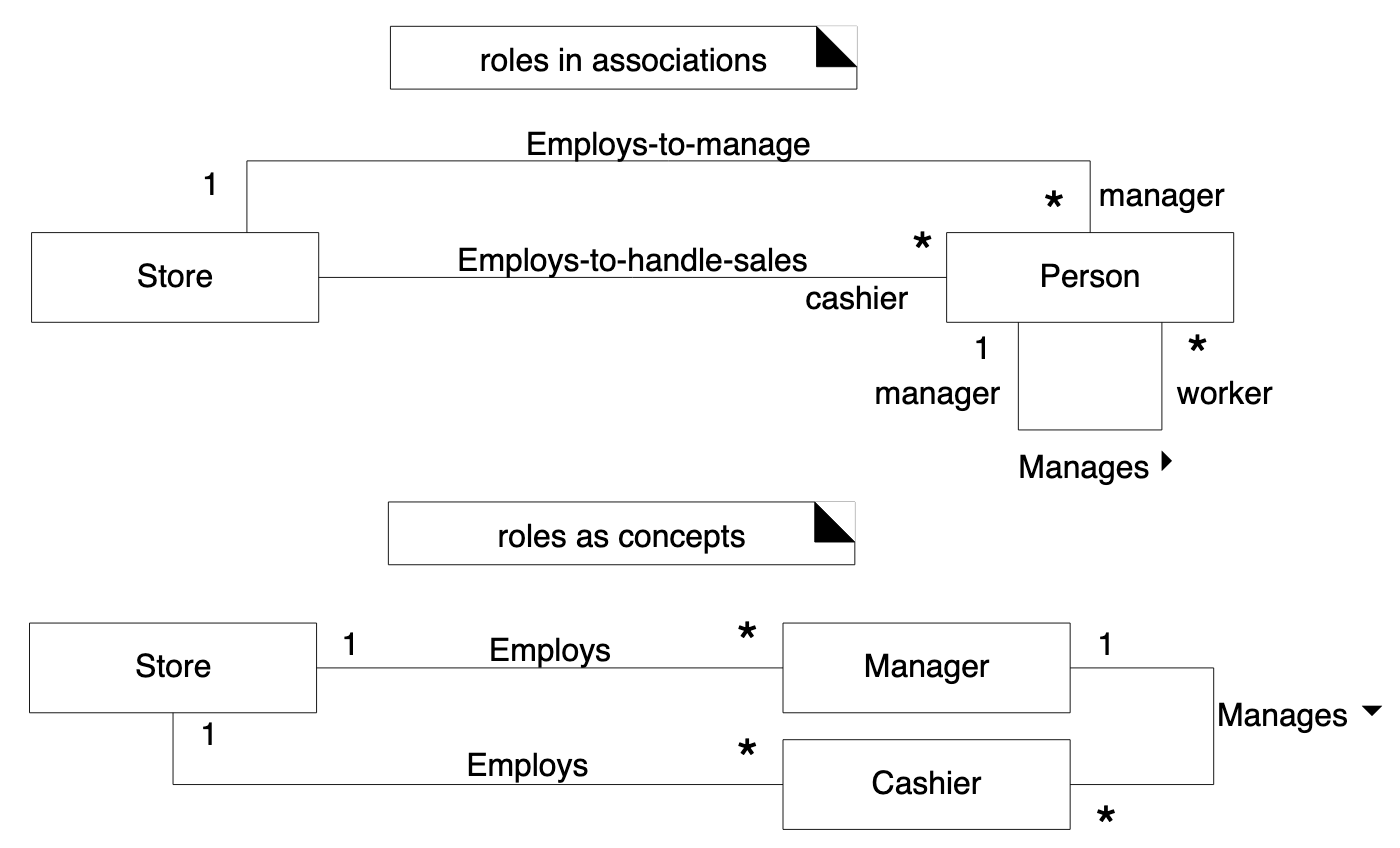 roles in associations
Employs-to-manage
1
* manager
Store
Employs-to-handle-sales
*
cashier
Person
1
*
manager
worker
Manages
roles as concepts
Store
1
Employs
*
Manager
1
Manages
1
Employs
*
Cashier
*